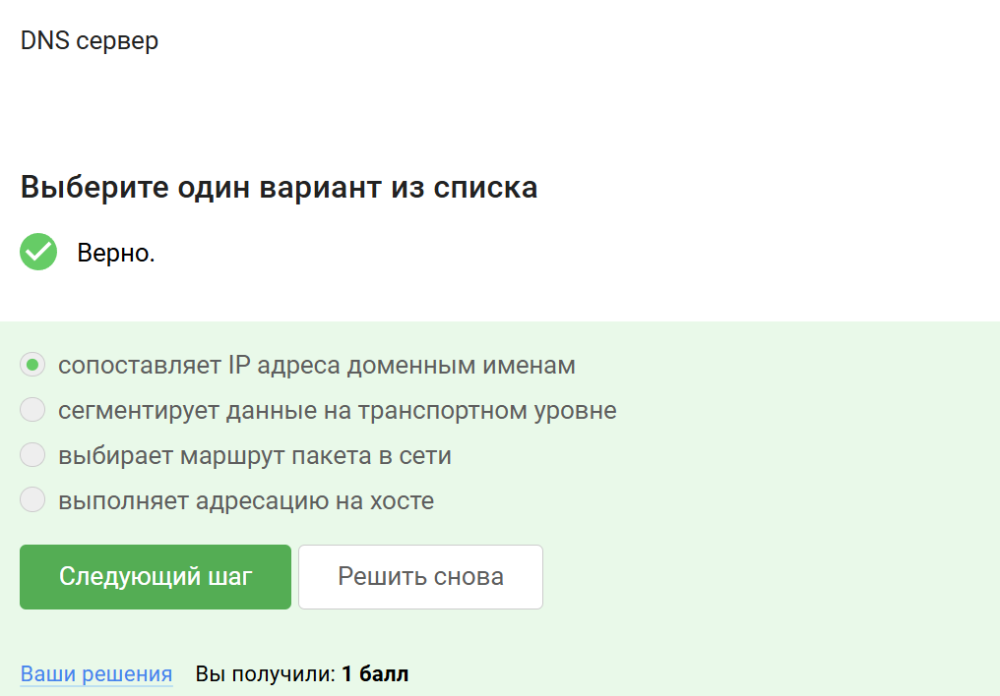 DNS сервер
Выберите один вариант из списка
Верно.
сопоставляет IP адреса доменным именам
сегментирует данные на транспортном уровне
выбирает маршрут пакета в сети
выполняет адресацию на хосте
Следующий шаг
Решить снова
Ваши решения Вы получили: 1 балл